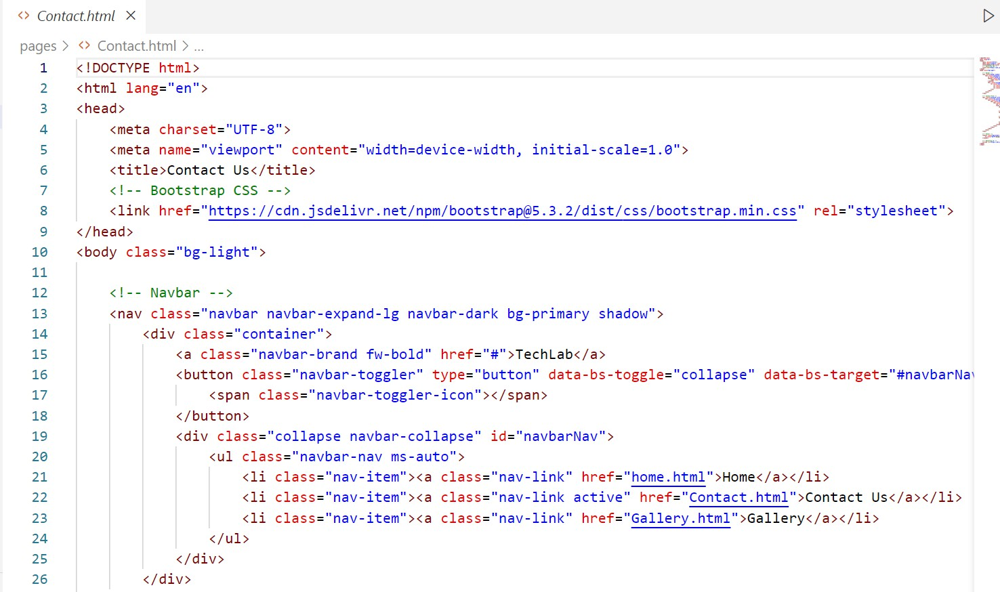 Contact.html
pages > Contact.html > ...
1 <!DOCTYPE html>
2 <html lang="en">
3 <head>
4 <meta charset="UTF-8">
5 <meta name="viewport" content="width=device-width, initial-scale=1.0">
6 <title>Contact Us</title>
7 <!-- Bootstrap CSS -->
8 <link href="https://cdn.jsdelivr.net/npm/bootstrap@5.3.2/dist/css/bootstrap.min.css" rel="stylesheet">
9 </head>
10 <body class="bg-light">
11
12 <!-- Navbar -->
13 <nav class="navbar navbar-expand-lg navbar-dark bg-primary shadow">
14 <div class="container">
15 <a class="navbar-brand fw-bold" href="#">TechLab</a>
16 <button class="navbar-toggler" type="button" data-bs-toggle="collapse" data-bs-target="#navbarNa
17 <span class="navbar-toggler-icon"></span>
18 </button>
19 <div class="collapse navbar-collapse" id="navbarNav">
20 <ul class="navbar-nav ms-auto">
21 <li class="nav-item"><a class="nav-link" href="home.html">Home</a></li>
22 <li class="nav-item"><a class="nav-link active" href="Contact.html">Contact Us</a></li>
23 <li class="nav-item"><a class="nav-link" href="Gallery.html">Gallery</a></li>
24 </ul>
25 </div>
26 </div>